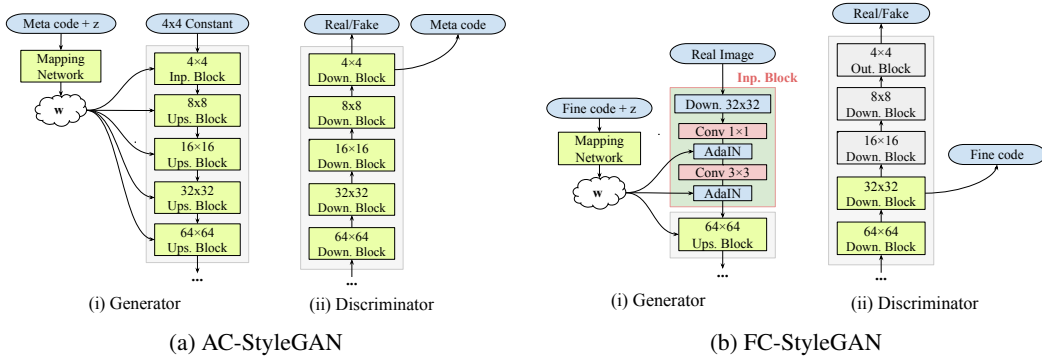 Meta code + z
Mapping
Network
w
4x4 Constant
4×4
Inp. Block
8x8
Ups. Block
16×16
Ups. Block
32x32
Ups. Block
64×64
Ups. Block
...
(i) Generator
Real/Fake
Meta code
4×4
Down. Block
8x8
Down. Block
16×16
Down. Block
32x32
Down. Block
64×64
Down. Block
...
(ii) Discriminator
(a) AC-StyleGAN
Real Image
Inp. Block
Fine code + z
Mapping
Network
w
Down. 32x32
Conv 1×1
AdaIN
Conv 3×3
AdaIN
64×64
Ups. Block
...
(i) Generator
Real/Fake
4×4
Out. Block
8x8
Down. Block
16×16
Down. Block
Fine code
32x32
Down. Block
64×64
Down. Block
...
(ii) Discriminator
(b) FC-StyleGAN